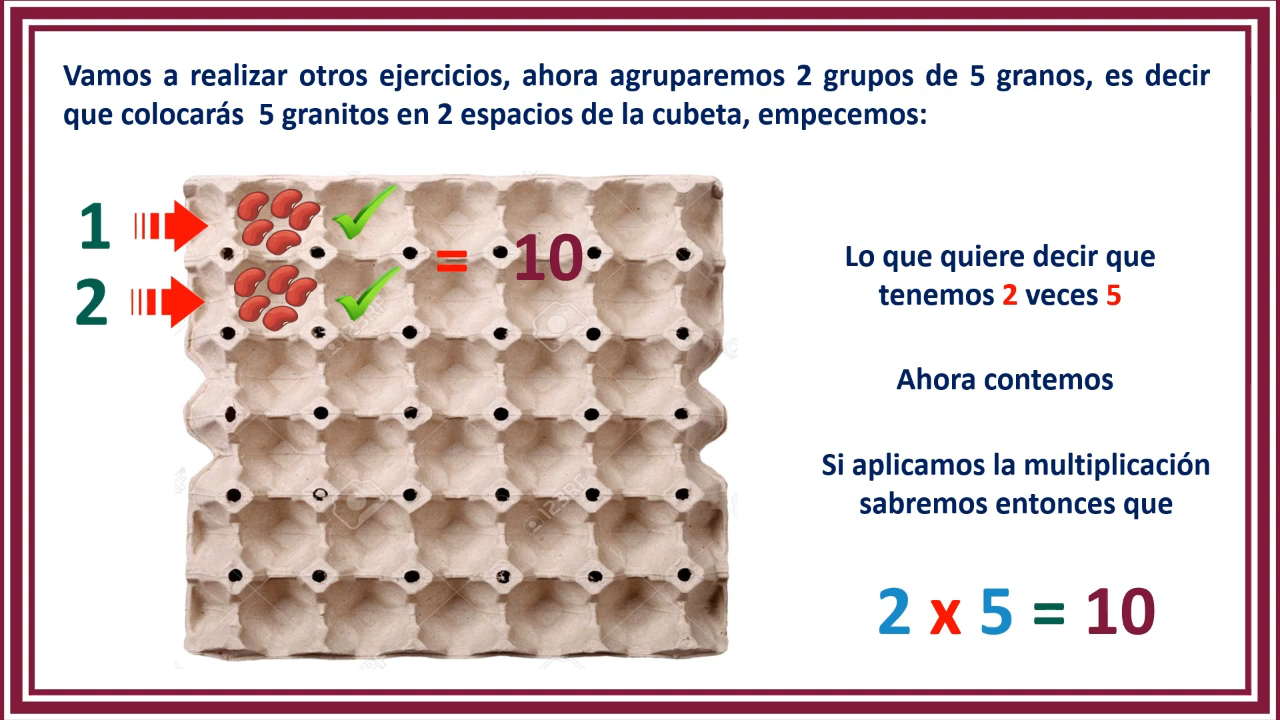 Vamos a realizar otros ejercicios, ahora agruparemos 2 grupos de 5 granos, es decir
que colocarás 5 granitos en 2 espacios de la cubeta, empecemos:
1
2
= 10
Lo que quiere decir que
tenemos 2 veces 5
Ahora contemos
Si aplicamos la multiplicación
sabremos entonces que
2 x 5 = 10
123RF
123RF